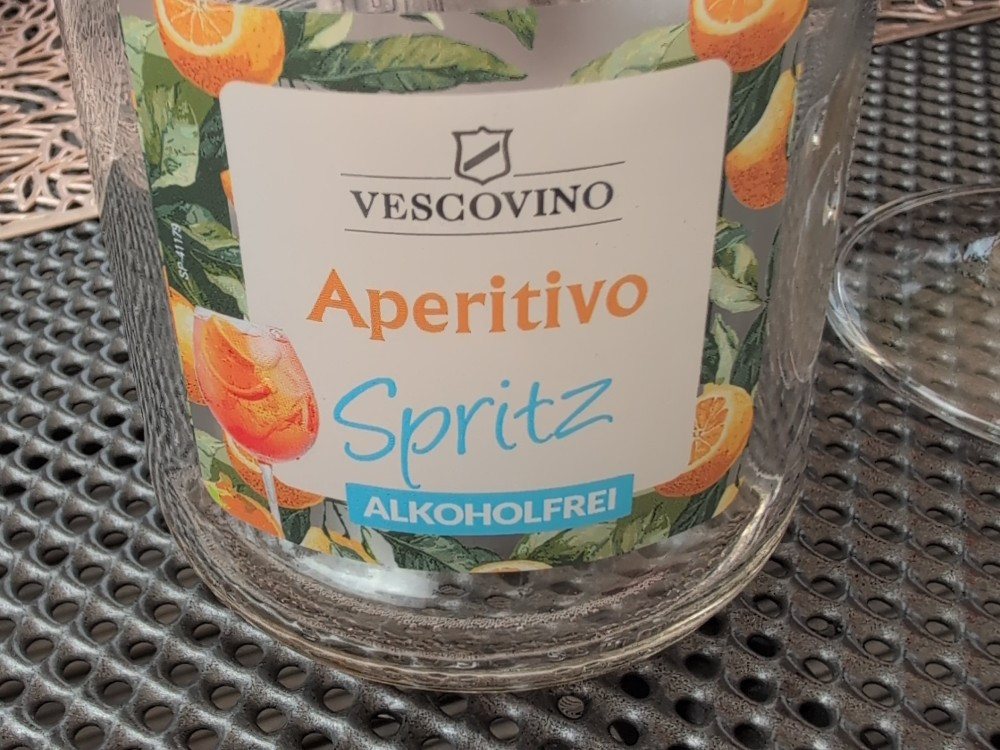 VESCOVINO
Aperitivo
Spritz
ALKOHOLFREI